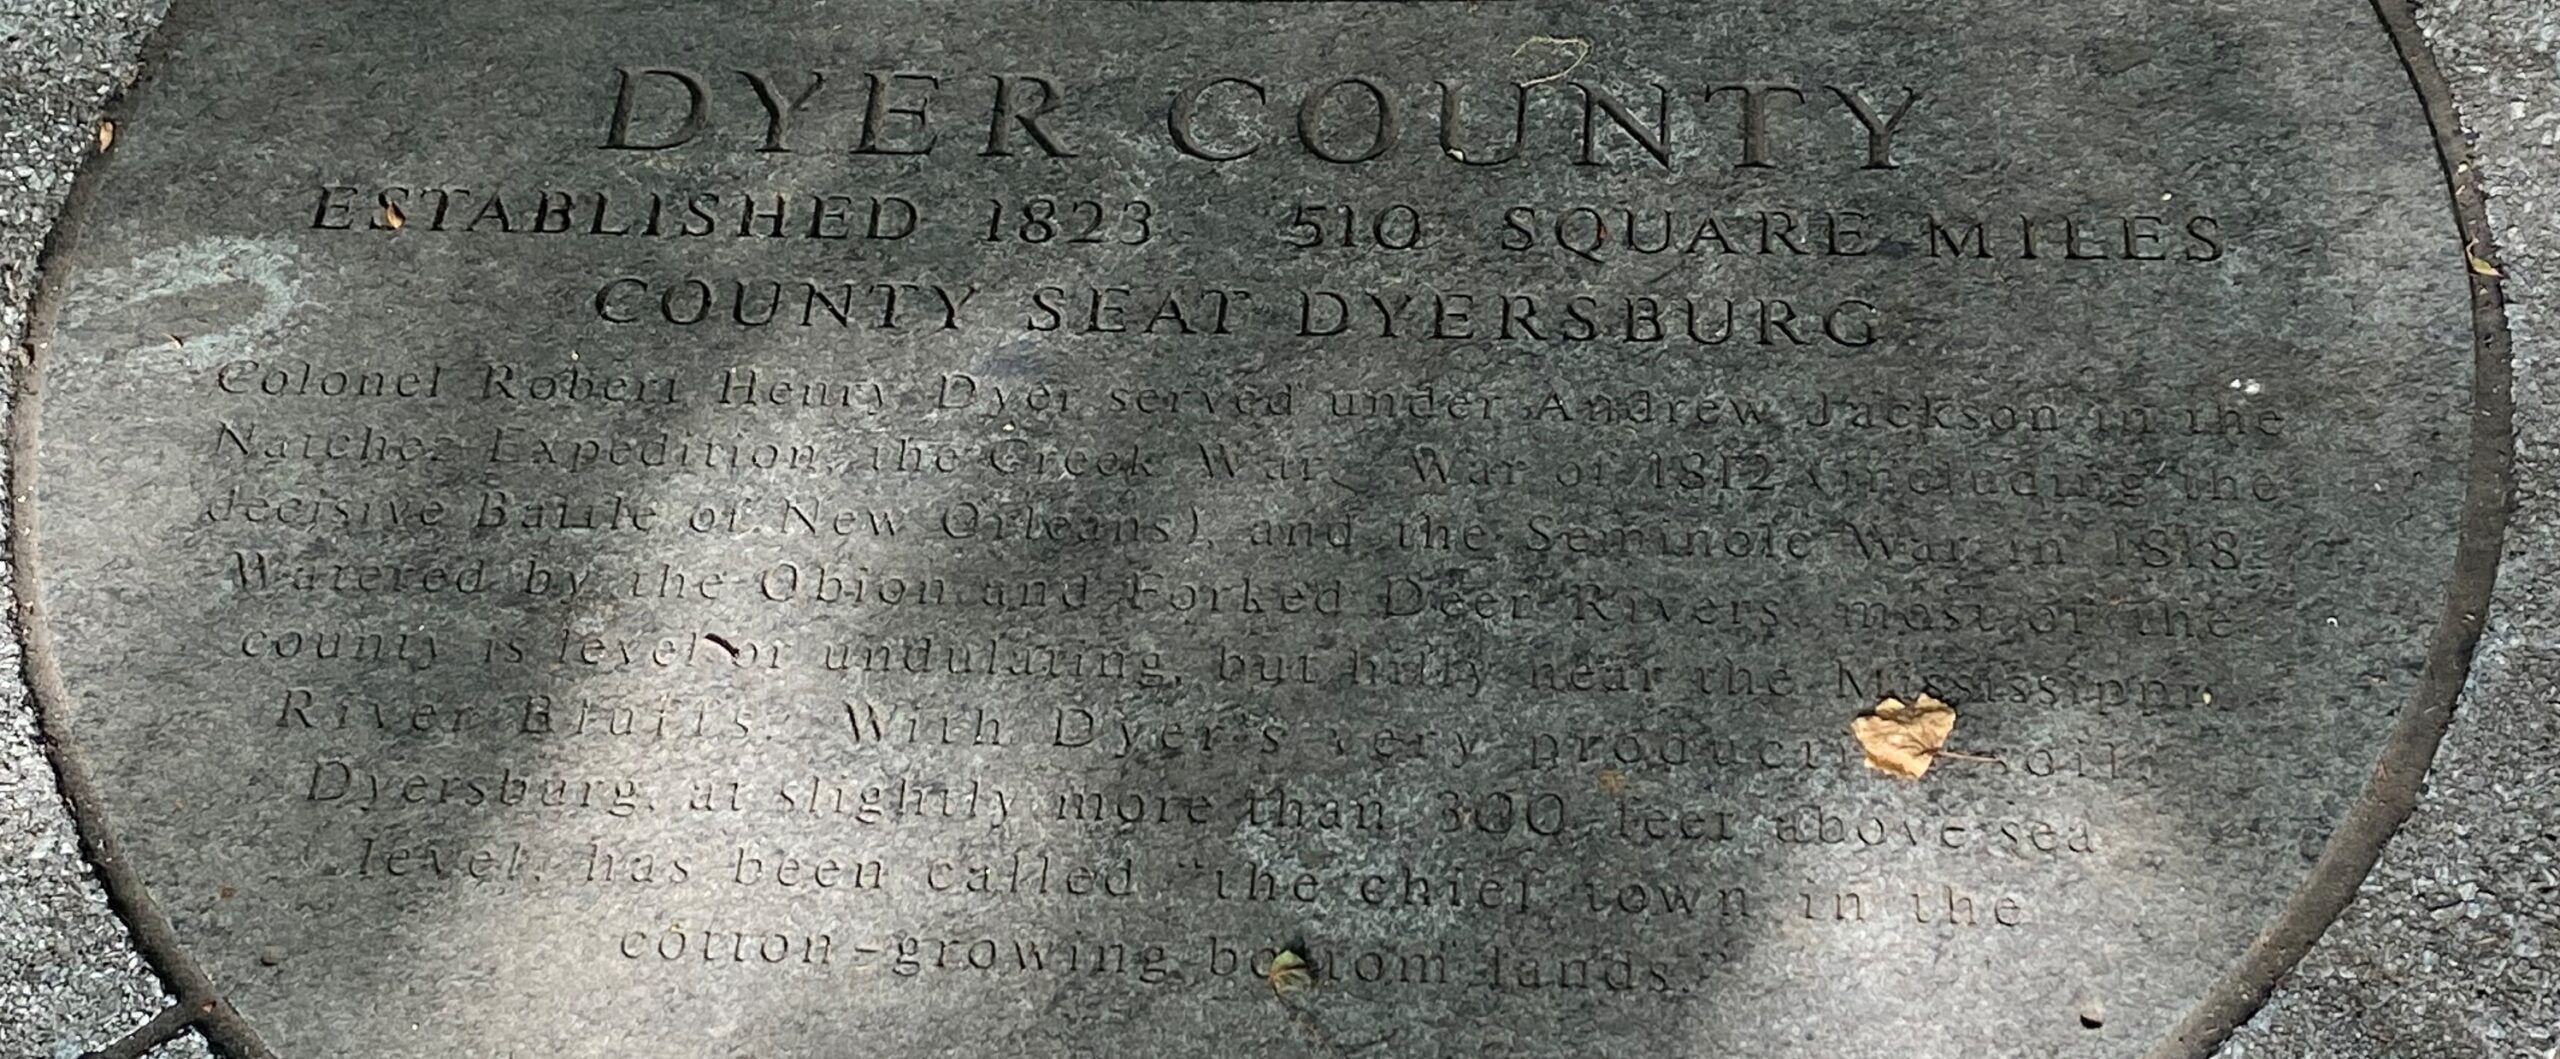 DYER COUNTY
ESTABLISHED 1823 510 SQUARE MILES
COUNTY SEAT DYERSBURG
Colonel Robert Henry Dyer served under Andrew Jackson in the
Natchez Expedition, the Creek War, War of 1812 (including the
decisive Battle of New Orleans), and the Seminole War in 1818.
Watered by the Obion and Forked Deer Rivers, most of the
county is level or undulating, but hilly near the Mississippi
River Bluffs. With Dyer's very productive soil,
Dyersburg, at slightly more than 300 feet above sea
level, has been called "the chief town in the
cotton-growing bottom lands."